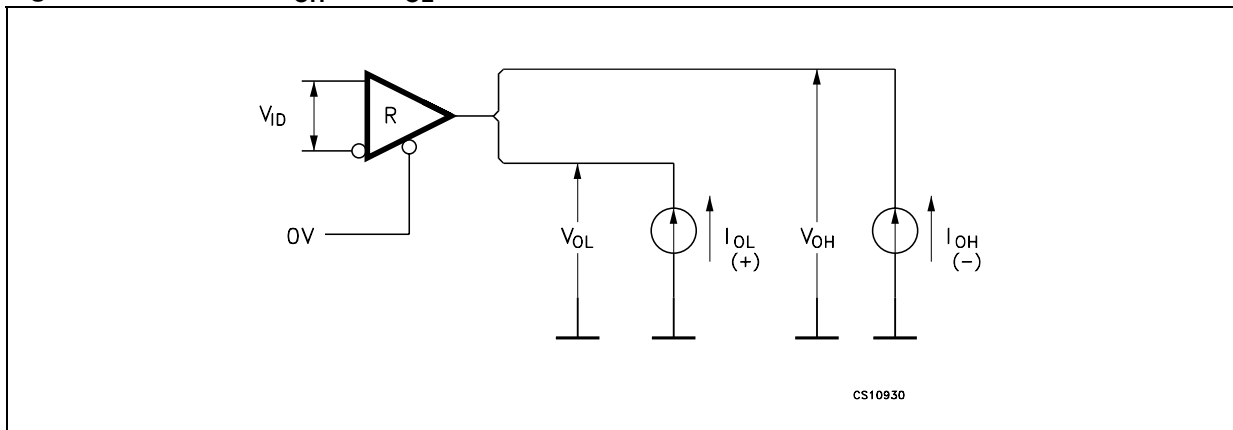 V_ID
R
0V
V_OL
I_OL
(+)
V_OH
I_OH
(-)
CS10930